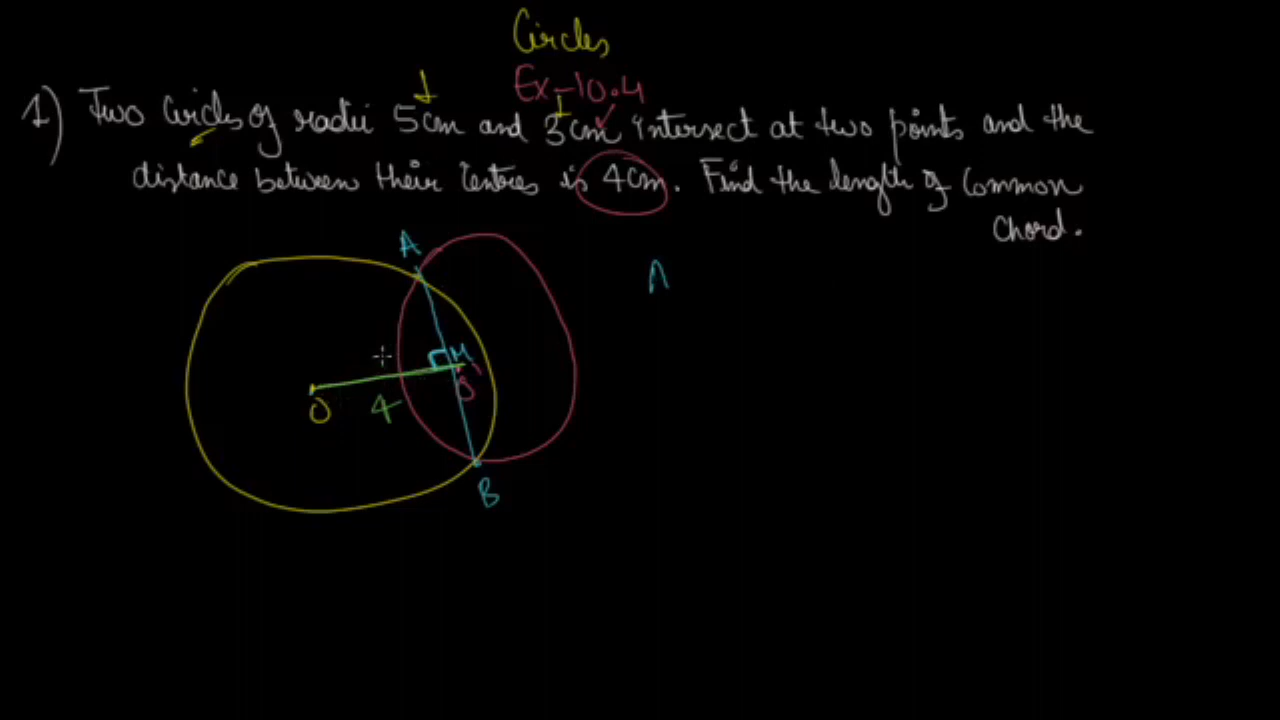 Circles
Ex-10.4
1) Two Circles of radii 5cm and 3cm intersect at two points and the
distance between their Centres is 4cm. Find the length of Common
Chord.
A
M
O
4
B